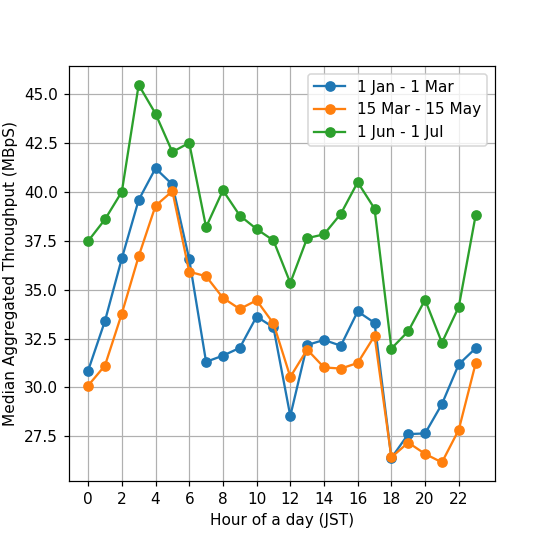 1 Jan - 1 Mar
15 Mar - 15 May
1 Jun - 1 Jul
Median Aggregated Throughput (MBpS)
45.0
42.5
40.0
37.5
35.0
32.5
30.0
27.5
0 2 4 6 8 10 12 14 16 18 20 22
Hour of a day (JST)